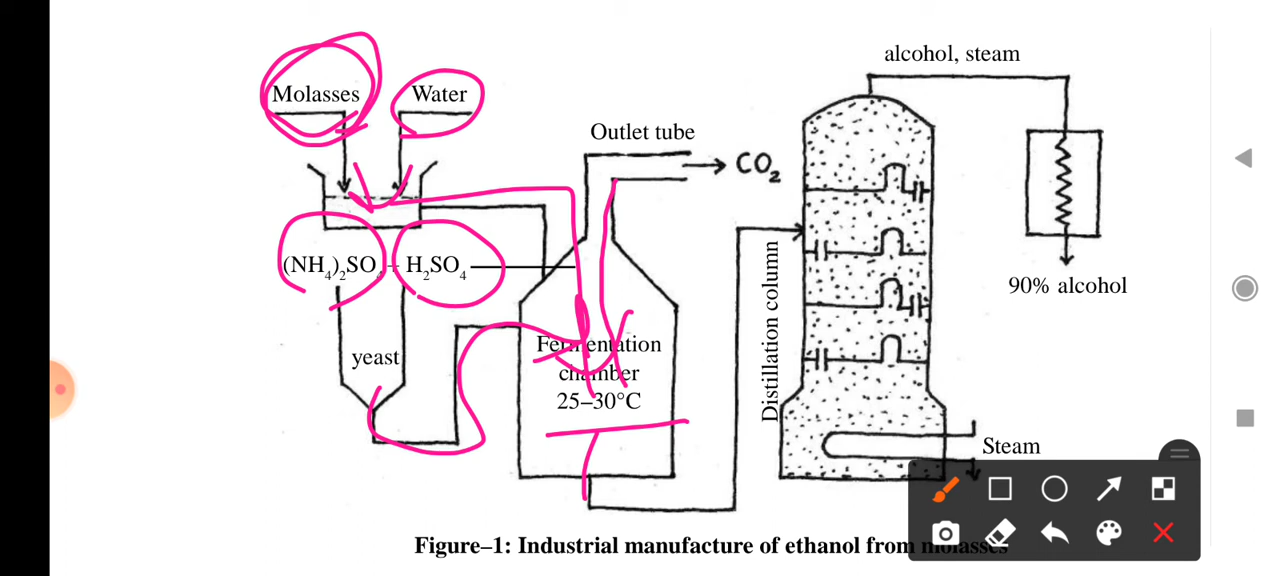 alcohol, steam
Molasses
Water
Outlet tube
CO₂
(NH₄)₂SO₄ + H₂SO₄
90% alcohol
yeast
Fermentation
chamber
25–30°C
Distillation column
Steam
Figure–1: Industrial manufacture of ethanol from molasses